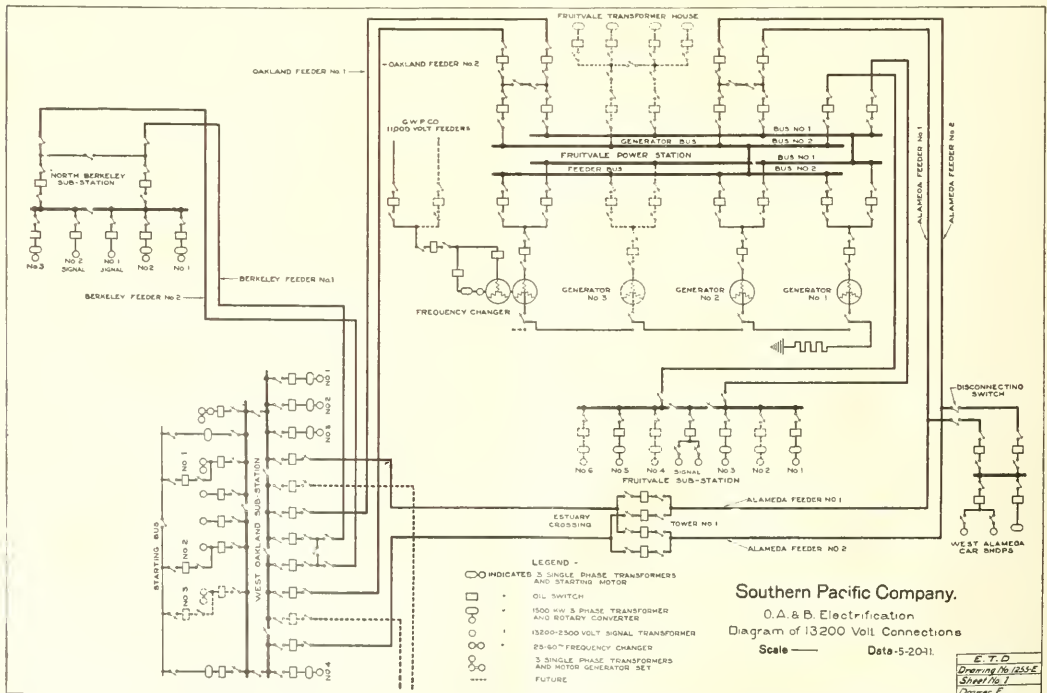 FRUITVALE TRANSFORMER HOUSE
OAKLAND FEEDER No. 1
OAKLAND FEEDER No. 2
G W P CO
11000 VOLT FEEDERS
BUS NO 1
GENERATOR BUS
BUS NO 2
FRUITVALE POWER STATION
BUS NO 1
FEEDER BUS
BUS NO 2
ALAMEDA FEEDER NO 1
ALAMEDA FEEDER NO 2
NORTH BERKELEY
SUB-STATION
No 3
No 2
SIGNAL
No 1
SIGNAL
No 2
No 1
BERKELEY FEEDER No.1
BERKELEY FEEDER No.2
FREQUENCY CHANGER
GENERATOR
No 3
GENERATOR
No 2
GENERATOR
No 1
DISCONNECTING
SWITCH
No 6
No 5
No 4
SIGNAL
No 3
No 2
No 1
FRUITVALE SUB-STATION
NO 1
NO 2
NO 3
STARTING BUS
NO 1
NO 2
NO 3
WEST OAKLAND SUB-STATION
NO 4
ESTUARY
CROSSING
TOWER NO 1
ALAMEDA FEEDER NO 1
ALAMEDA FEEDER NO 2
WEST ALAMEDA
CAR SHOPS
LEGEND -
INDICATES 3 SINGLE PHASE TRANSFORMERS
AND STARTING MOTOR
" OIL SWITCH
" 1500 KW 3 PHASE TRANSFORMER
AND ROTARY CONVERTER
" 13200-2300 VOLT SIGNAL TRANSFORMER
" 25-60~ FREQUENCY CHANGER
3 SINGLE PHASE TRANSFORMERS
AND MOTOR GENERATOR SET
" FUTURE
Southern Pacific Company.
O.A. & B. Electrification
Diagram of 13200 Volt Connections
Scale — Date-5-20-11.
E. T. D
Drawing No 1255-E
Sheet No. 1
Drawer E